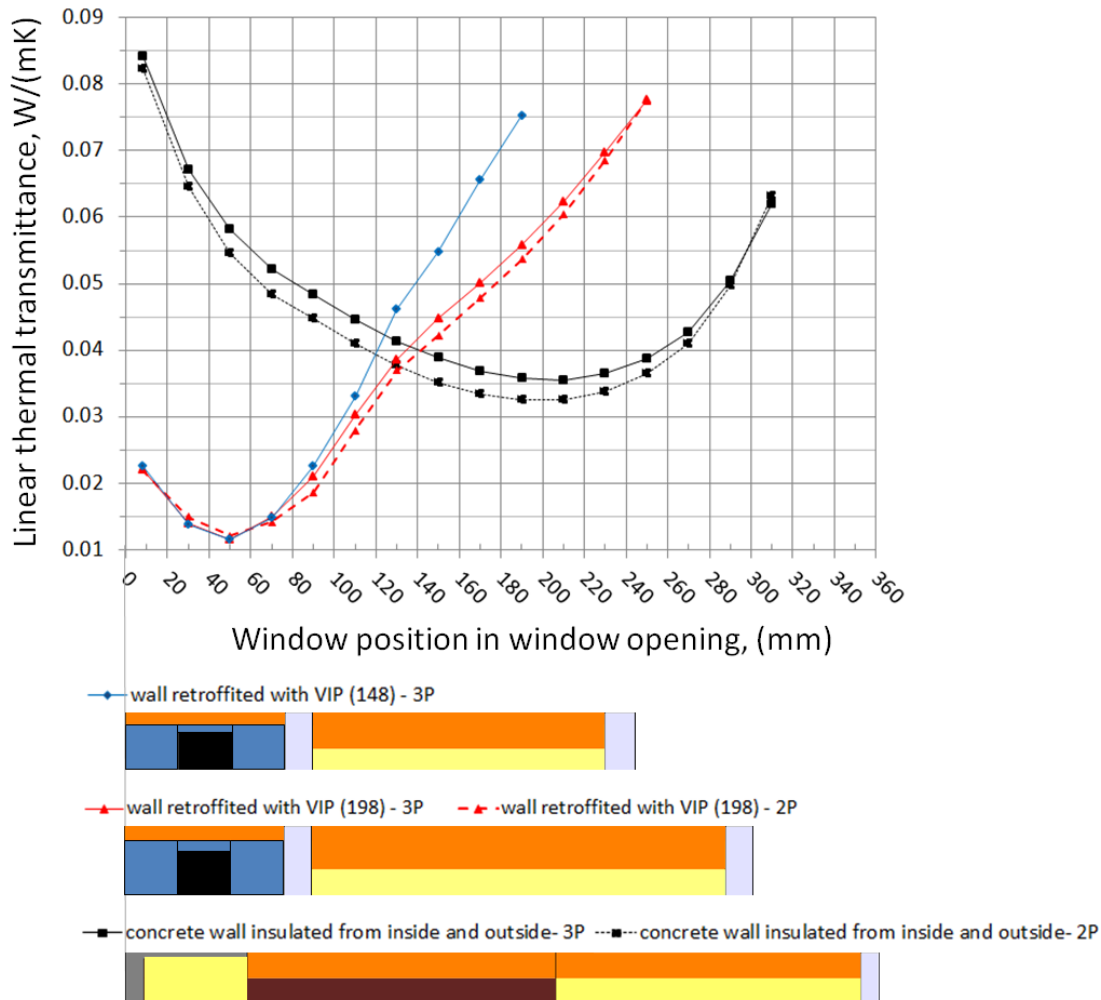 Linear thermal transmittance, W/(mK)
0.09
0.08
0.07
0.06
0.05
0.04
0.03
0.02
0.01
0 20 40 60 80 100 120 140 160 180 200 220 240 260 280 300 320 340 360
Window position in window opening, (mm)
wall retroffited with VIP (148) - 3P
wall retroffited with VIP (198) - 3P wall retroffited with VIP (198) - 2P
concrete wall insulated from inside and outside- 3P concrete wall insulated from inside and outside- 2P